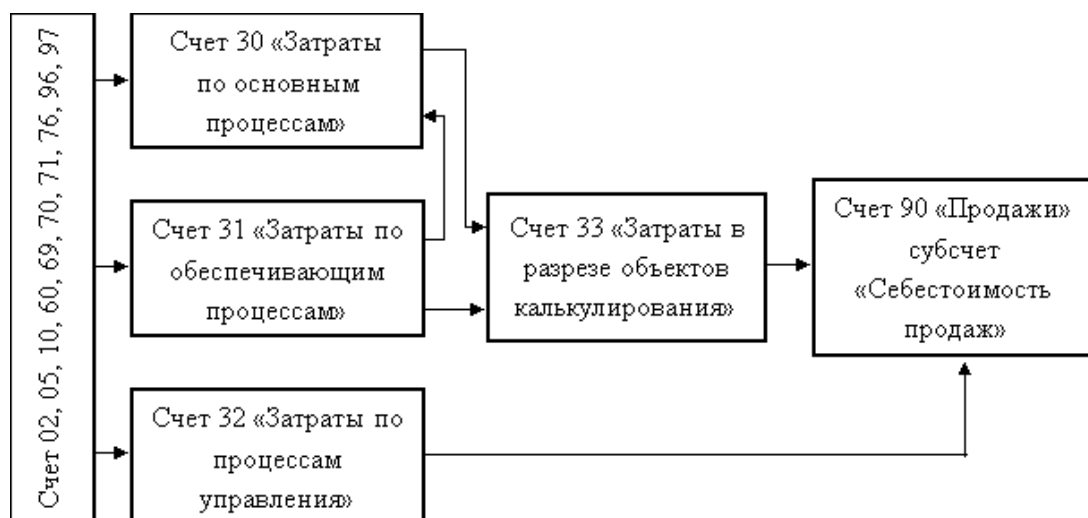 Счет 02, 05, 10, 60, 69, 70, 71, 76, 96, 97
Счет 30 «Затраты
по основным
процессам»
Счет 31 «Затраты по
обеспечивающим
процессам»
Счет 32 «Затраты по
процессам
управления»
Счет 33 «Затраты в
разрезе объектов
калькулирования»
Счет 90 «Продажи»
субсчет
«Себестоимость
продаж»